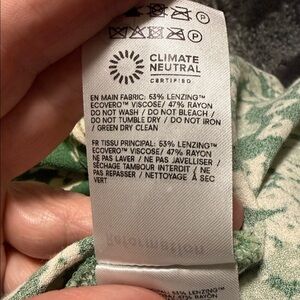 CLIMATE
NEUTRAL
CERTIFIED
EN MAIN FABRIC: 63% LENZING™
ECOVERO™ VISCOSE/ 47% RAYON
DO NOT WASH / DO NOT BLEACH /
DO NOT TUMBLE DRY / DO NOT IRON
/ GREEN DRY CLEAN
FR TISSU PRINCIPAL: 53% LENZING™
ECOVERO™ VISCOSE/ 47% RAYON
NE PAS LAVER / NE PAS JAVELLISER /
SÉCHAGE TAMBOUR INTERDIT / NE
PAS REPASSER / NETTOYAGE À SEC
VERT
Reformation